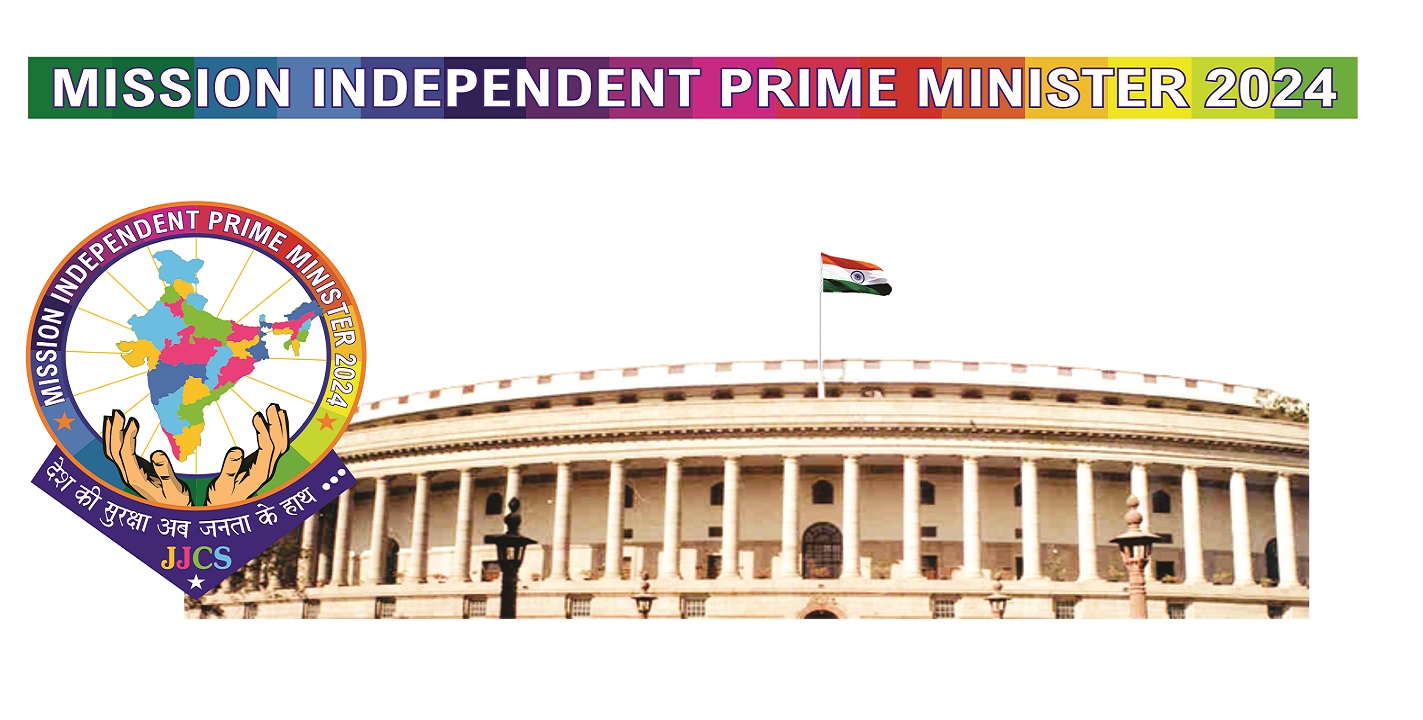 MISSION INDEPENDENT PRIME MINISTER 2024
MISSION INDEPENDENT PRIME MINISTER 2024
देश की सुरक्षा अब जनता के हाथ ...
JJCS